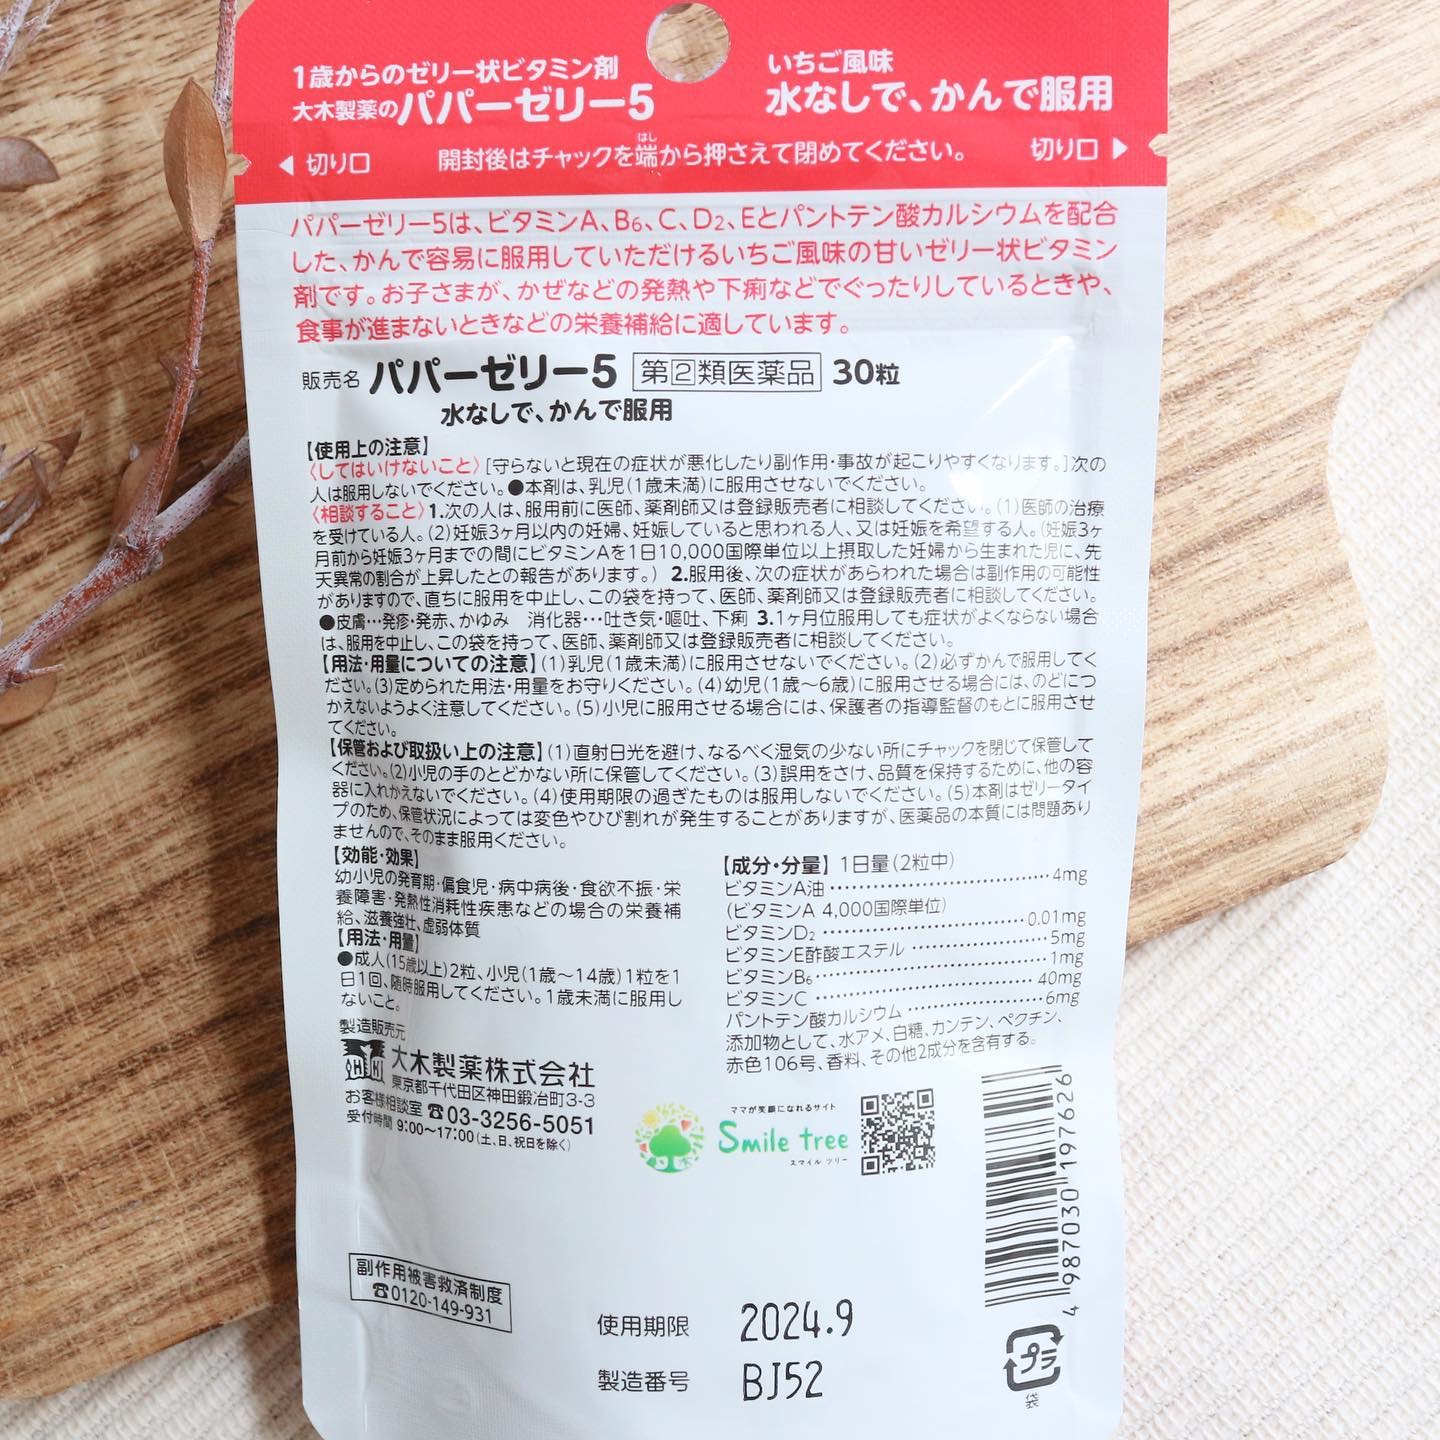 1歳からのゼリー状ビタミン剤
大木製薬のパパーゼリー5
いちご風味
水なしで、かんで服用
切り口
開封後はチャックを端から押さえて閉めてください。
はし
切り口
パパーゼリー5は、ビタミンA、B6、C、D2、Eとパントテン酸カルシウムを配合
した、かんで容易に服用していただけるいちご風味の甘いゼリー状ビタミン
剤です。お子さまが、かぜなどの発熱や下痢などでぐったりしているときや、
食事が進まないときなどの栄養補給に適しています。
販売名 パパーゼリー5 第②類医薬品 30粒
水なしで、かんで服用
【使用上の注意】
〈してはいけないこと〉[守らないと現在の症状が悪化したり副作用・事故が起こりやすくなります。]次の
人は服用しないでください。●本剤は、乳児(1歳未満)に服用させないでください。
〈相談すること〉1.次の人は、服用前に医師、薬剤師又は登録販売者に相談してください。(1)医師の治療
を受けている人。(2)妊娠3ヶ月以内の妊婦、妊娠していると思われる人、又は妊娠を希望する人。(妊娠3ヶ
月前から妊娠3ヶ月までの間にビタミンAを1日10,000国際単位以上摂取した妊婦から生まれた児に、先
天異常の割合が上昇したとの報告があります。) 2.服用後、次の症状があらわれた場合は副作用の可能性
がありますので、直ちに服用を中止し、この袋を持って、医師、薬剤師又は登録販売者に相談してください。
●皮膚…発疹・発赤、かゆみ 消化器…吐き気・嘔吐、下痢 3.1ヶ月位服用しても症状がよくならない場合
は、服用を中止し、この袋を持って、医師、薬剤師又は登録販売者に相談してください。
【用法・用量についての注意】(1)乳児(1歳未満)に服用させないでください。(2)必ずかんで服用してく
ださい。(3)定められた用法・用量をお守りください。(4)幼児(1歳～6歳)に服用させる場合には、のどにつ
かえないようよく注意してください。(5)小児に服用させる場合には、保護者の指導監督のもとに服用させ
てください。
【保管および取扱い上の注意】(1)直射日光を避け、なるべく湿気の少ない所にチャックを閉じて保管して
ください。(2)小児の手のとどかない所に保管してください。(3)誤用をさけ、品質を保持するために、他の容
器に入れかえないでください。(4)使用期限の過ぎたものは服用しないでください。(5)本剤はゼリータイ
プのため、保管状況によっては変色やひび割れが発生することがありますが、医薬品の本質には問題あり
ませんので、そのまま服用ください。
【効能・効果】
幼小児の発育期・偏食児・病中病後・食欲不振・栄
養障害・発熱性消耗性疾患などの場合の栄養補
給、滋養強壮、虚弱体質
【用法・用量】
●成人(15歳以上)2粒、小児(1歳～14歳)1粒を1
日1回、随時服用してください。1歳未満に服用し
ないこと。
【成分・分量】 1日量(2粒中)
ビタミンA油 4mg
(ビタミンA 4,000国際単位)
ビタミンD2 0.01mg
ビタミンE酢酸エステル 5mg
ビタミンB6 1mg
ビタミンC 40mg
パントテン酸カルシウム 6mg
添加物として、水アメ、白糖、カンテン、ペクチン、
赤色106号、香料、その他2成分を含有する。
製造販売元
大木製薬株式会社
東京都千代田区神田鍛冶町3-3
お客様相談室 ☎03-3256-5051
受付時間 9:00～17:00(土、日、祝日を除く)
ママが笑顔になれるサイト
Smile tree
スマイル ツリー
4 987030 197626
副作用被害救済制度
☎0120-149-931
使用期限 2024.9
製造番号 BJ52
プラ
袋